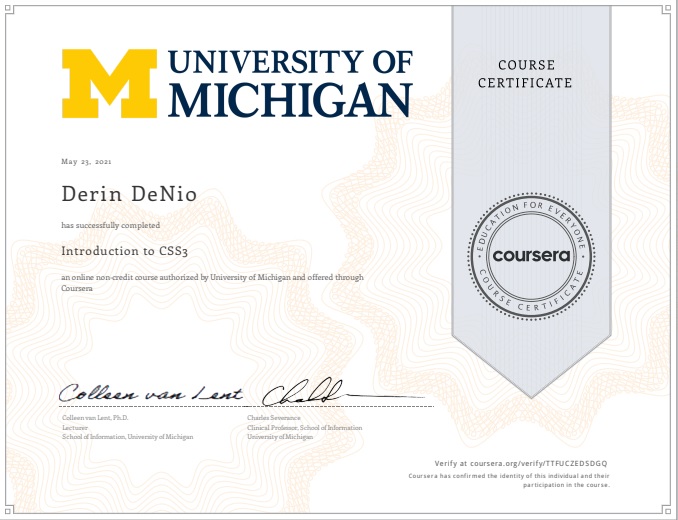 UNIVERSITY OF
MICHIGAN
COURSE
CERTIFICATE
May 23, 2021
Derin DeNio
has successfully completed
Introduction to CSS3
an online non-credit course authorized by University of Michigan and offered through
Coursera
EDUCATION FOR EVERYONE
coursera
COURSE CERTIFICATE
Colleen van Lent
Colleen van Lent, Ph.D.
Lecturer
School of Information, University of Michigan
Charles Severance
Clinical Professor, School of Information
University of Michigan
Verify at coursera.org/verify/TTFUCZEDSDGQ
Coursera has confirmed the identity of this individual and their
participation in the course.